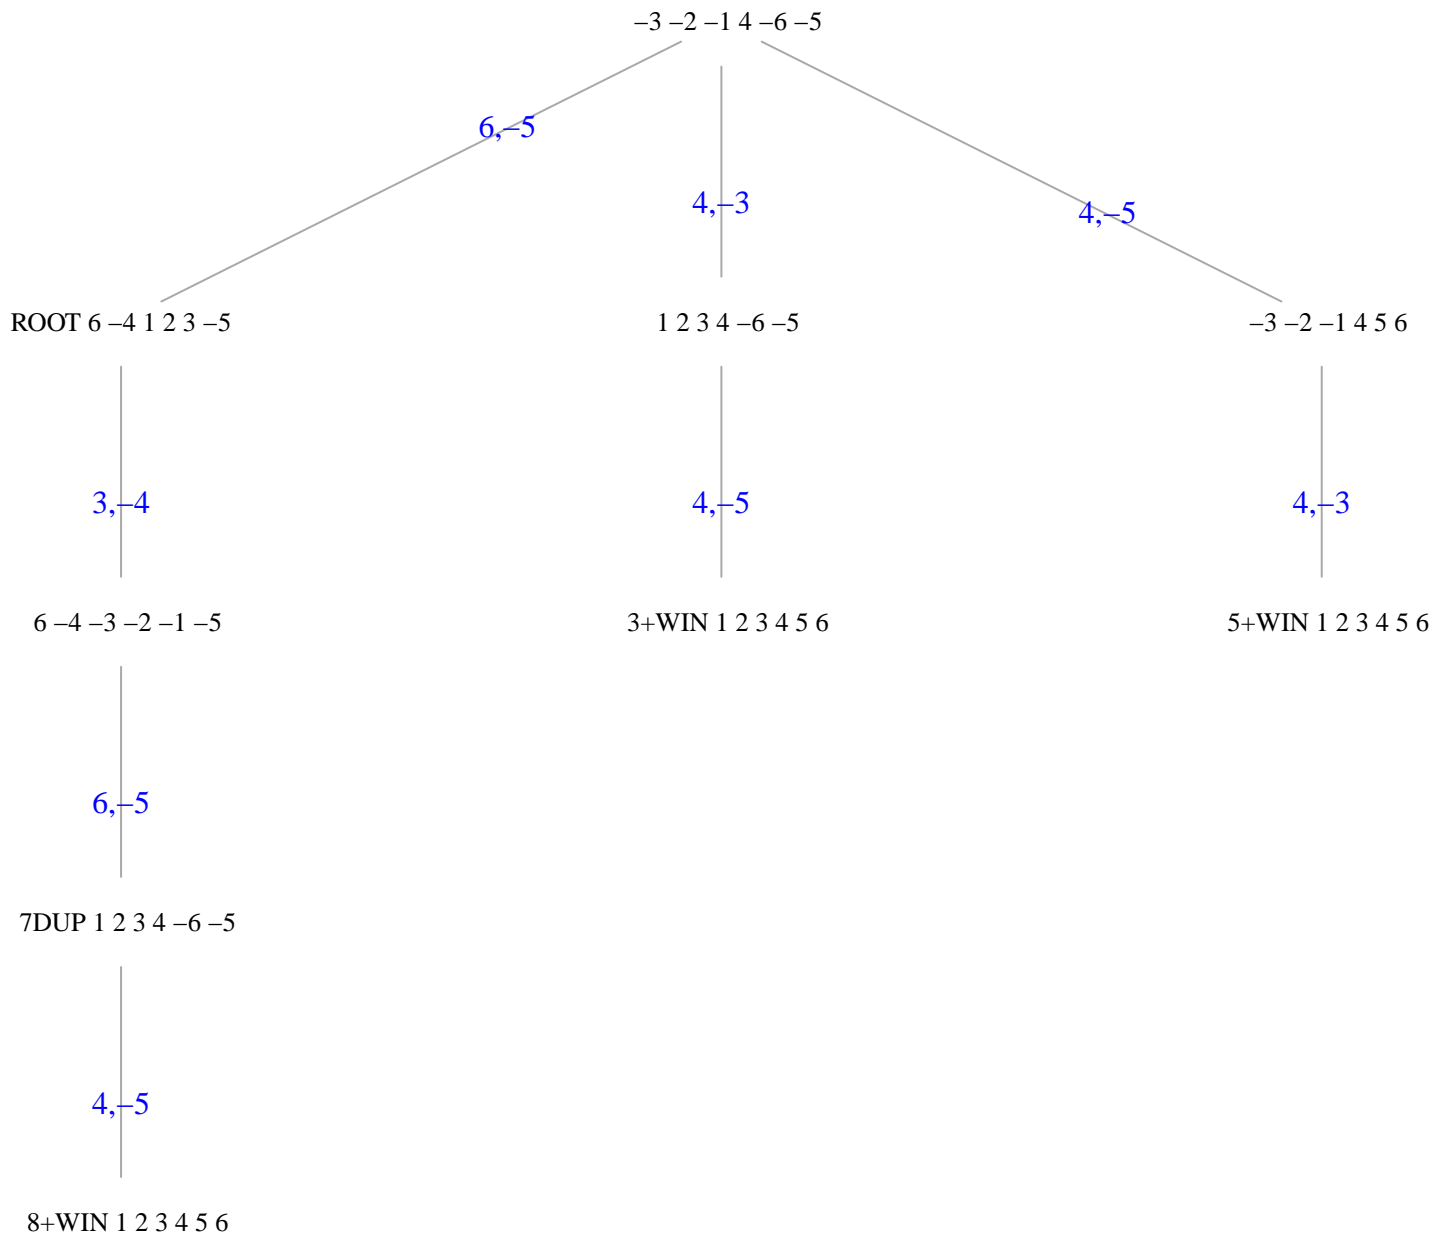 –3 –2 –1 4 –6 –5
6,–5
4,–3
4,–5
ROOT 6 –4 1 2 3 –5
1 2 3 4 –6 –5
–3 –2 –1 4 5 6
3,–4
4,–5
4,–3
6 –4 –3 –2 –1 –5
3+WIN 1 2 3 4 5 6
5+WIN 1 2 3 4 5 6
6,–5
7DUP 1 2 3 4 –6 –5
4,–5
8+WIN 1 2 3 4 5 6